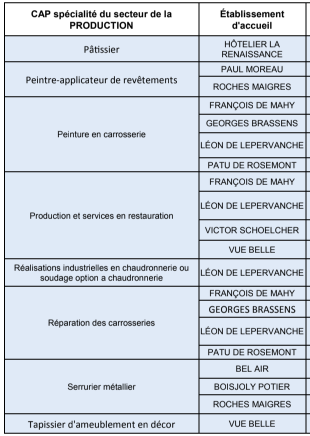 CAP spécialité du secteur de la
PRODUCTION
Établissement
d'accueil
Pâtissier
HÔTELIER LA
RENAISSANCE
Peintre-applicateur de revêtements
PAUL MOREAU
ROCHES MAIGRES
Peinture en carrosserie
FRANÇOIS DE MAHY
GEORGES BRASSENS
LÉON DE LEPERVANCHE
PATU DE ROSEMONT
Production et services en restauration
FRANÇOIS DE MAHY
LÉON DE LEPERVANCHE
VICTOR SCHOELCHER
VUE BELLE
Réalisations industrielles en chaudronnerie ou
soudage option a chaudronnerie
LÉON DE LEPERVANCHE
Réparation des carrosseries
FRANÇOIS DE MAHY
GEORGES BRASSENS
LÉON DE LEPERVANCHE
PATU DE ROSEMONT
Serrurier métallier
BEL AIR
BOISJOLY POTIER
ROCHES MAIGRES
Tapissier d'ameublement en décor
VUE BELLE